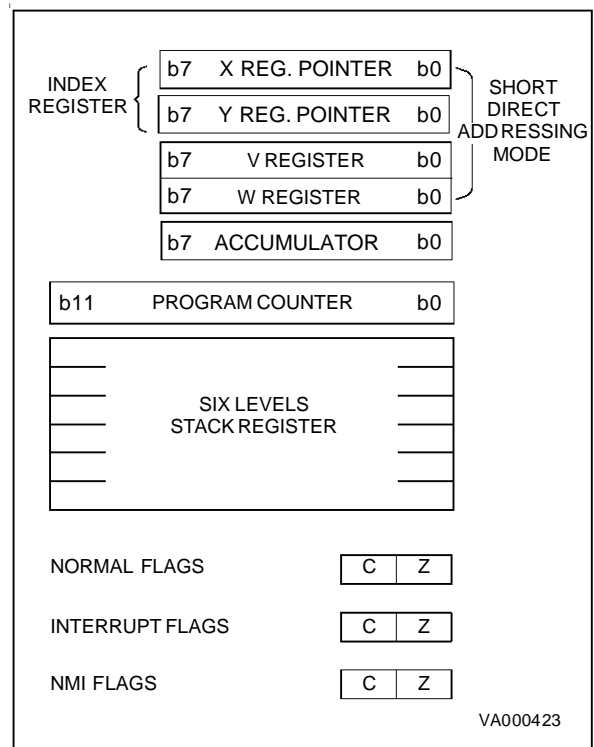 b7 X REG. POINTER b0
INDEX
REGISTER
SHORT
DIRECT
ADDRESSING
MODE
b7 Y REG. POINTER b0
b7 V REGISTER b0
b7 W REGISTER b0
b7 ACCUMULATOR b0
b11 PROGRAM COUNTER b0
SIX LEVELS
STACK REGISTER
NORMAL FLAGS C Z
INTERRUPT FLAGS C Z
NMI FLAGS C Z
VA000423